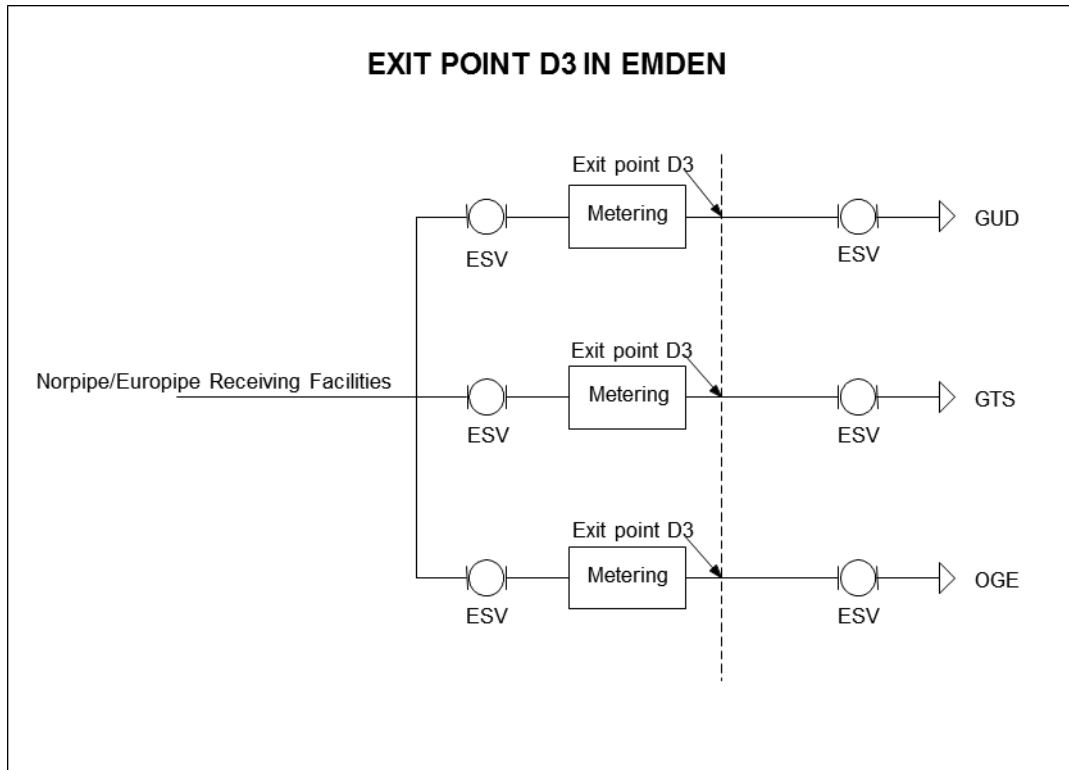 EXIT POINT D3 IN EMDEN
Exit point D3
Metering
GUD
ESV
ESV
Exit point D3
Norpipe/Europipe Receiving Facilities
Metering
GTS
ESV
ESV
Exit point D3
Metering
OGE
ESV
ESV